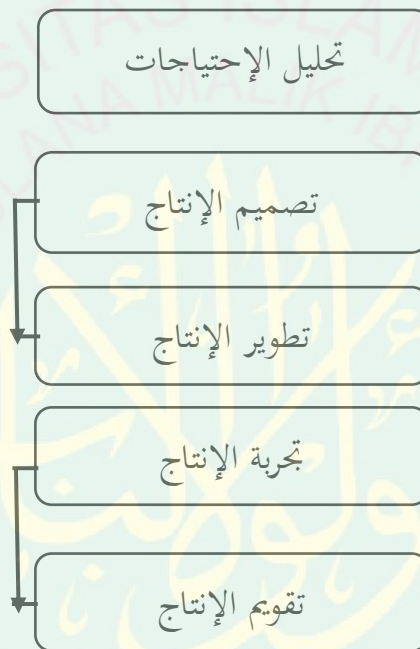 تحليل الإحتياجات
تصميم الإنتاج
تطوير الإنتاج
تجربة الإنتاج
تقويم الإنتاج